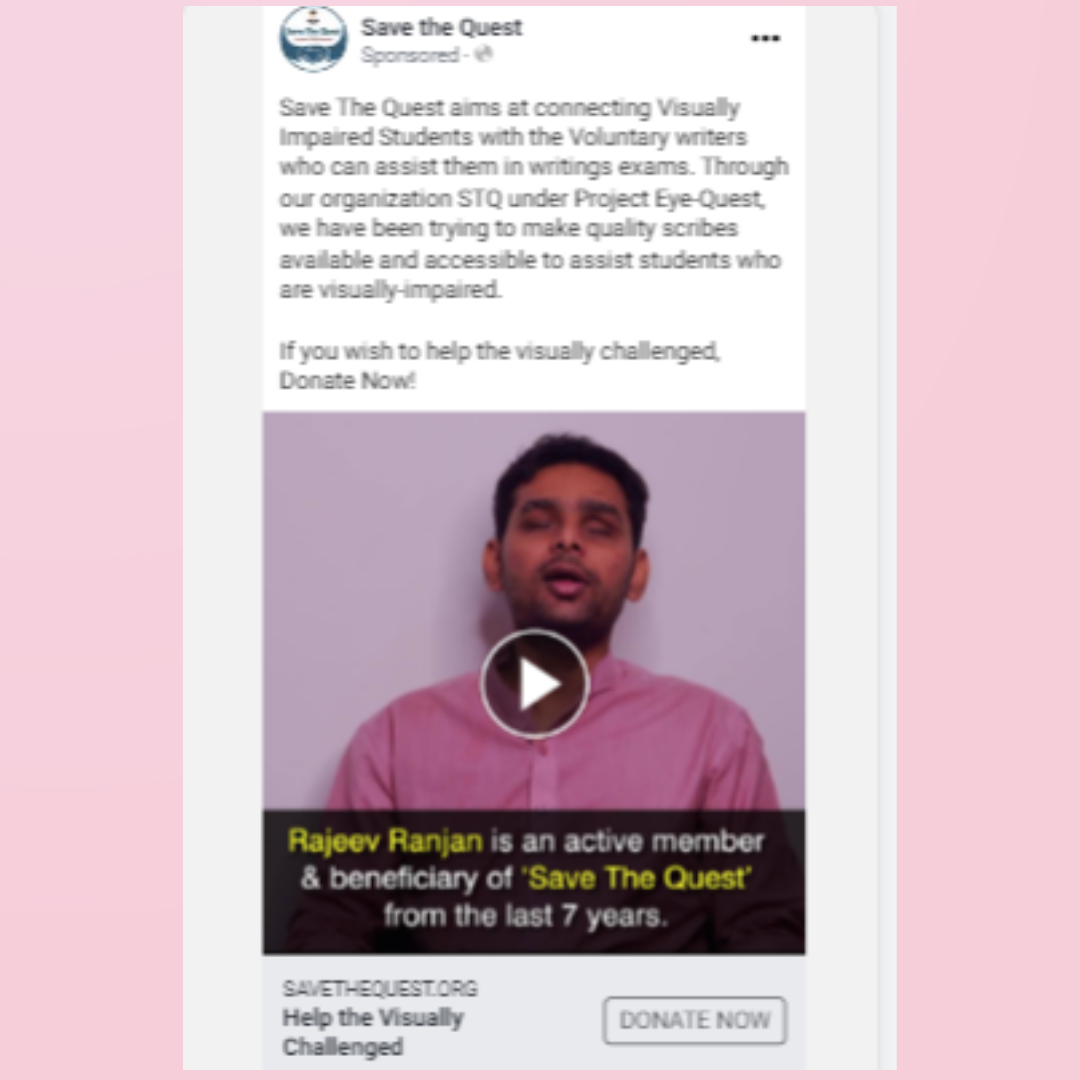 Save the Quest
Sponsored ·
Save The Quest aims at connecting Visually
Impaired Students with the Voluntary writers
who can assist them in writings exams. Through
our organization STQ under Project Eye-Quest,
we have been trying to make quality scribes
available and accessible to assist students who
are visually-impaired.
If you wish to help the visually challenged,
Donate Now!
Rajeev Ranjan is an active member
& beneficiary of 'Save The Quest'
from the last 7 years.
SAVETHEQUEST.ORG
Help the Visually
Challenged
DONATE NOW